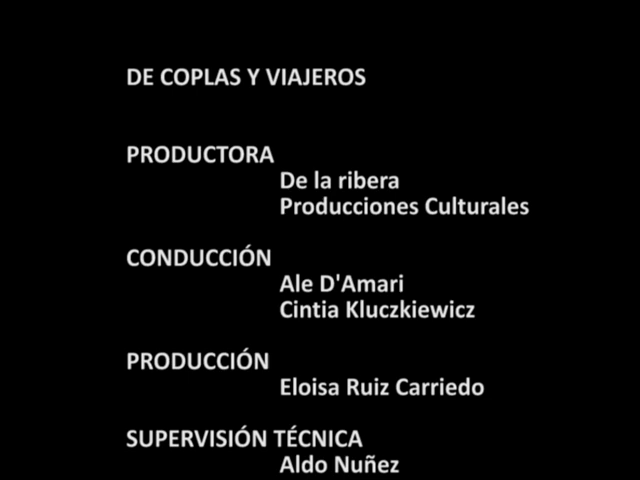 DE COPLAS Y VIAJEROS
PRODUCTORA
De la ribera
Producciones Culturales
CONDUCCIÓN
Ale D'Amari
Cintia Kluczkiewicz
PRODUCCIÓN
Eloisa Ruiz Carriedo
SUPERVISIÓN TÉCNICA
Aldo Nuñez